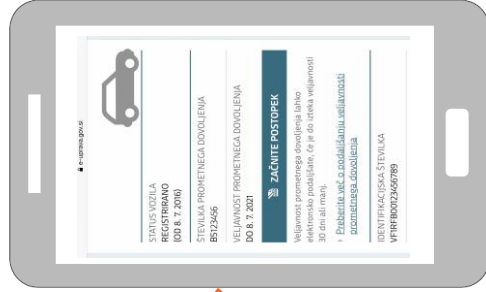 e-uprava.gov.si
STATUS VOZILA
REGISTRIRANO
(OD 8. 7. 2016)
ŠTEVILKA PROMETNEGA DOVOLJENJA
BS123456
VELJAVNOST PROMETNEGA DOVOLJENJA
DO 8. 7. 2021
ZAČNITE POSTOPEK
Veljavnost prometnega dovoljenja lahko
elektronsko podaljšate, če je do izteka veljavnosti
30 dni ali manj.
› Preberite več o podaljšanju veljavnosti
prometnega dovoljenja
IDENTIFIKACIJSKA ŠTEVILKA
VF1RFB00123456789